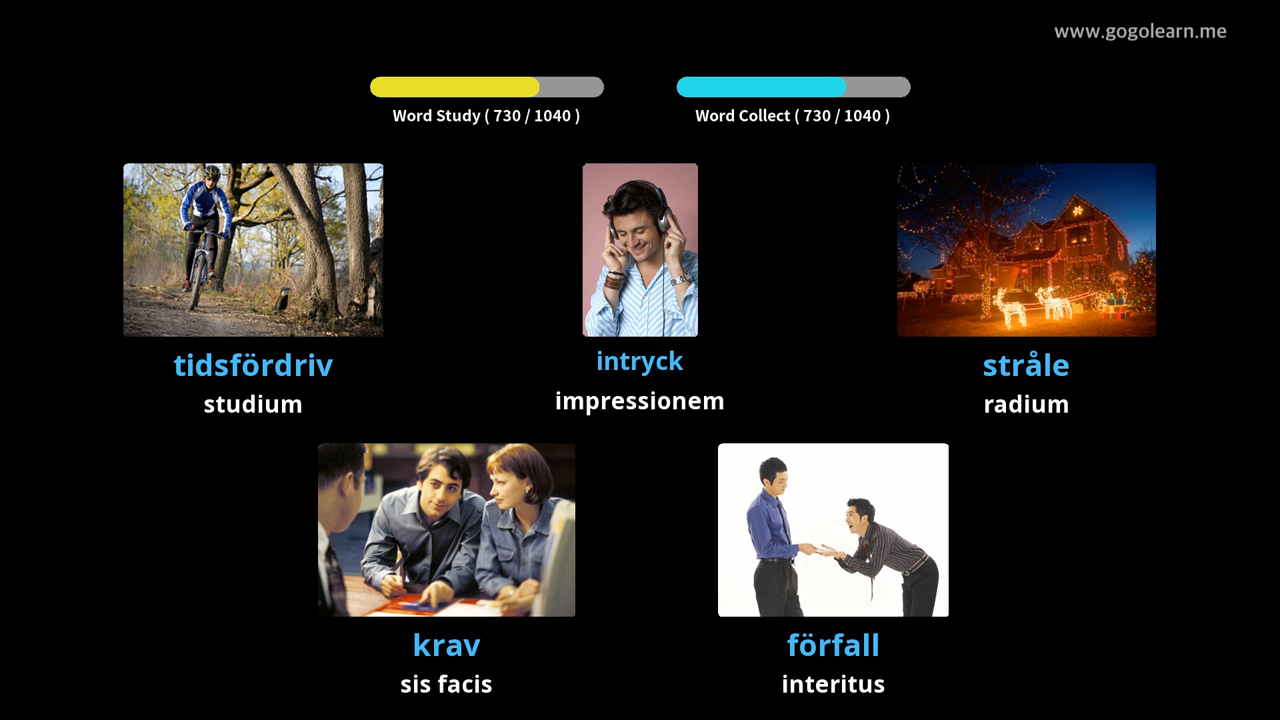 www.gogolearn.me
Word Study ( 730 / 1040 )
Word Collect ( 730 / 1040 )
tidsfördriv
studium
intryck
impressionem
stråle
radium
krav
sis facis
förfall
interitus